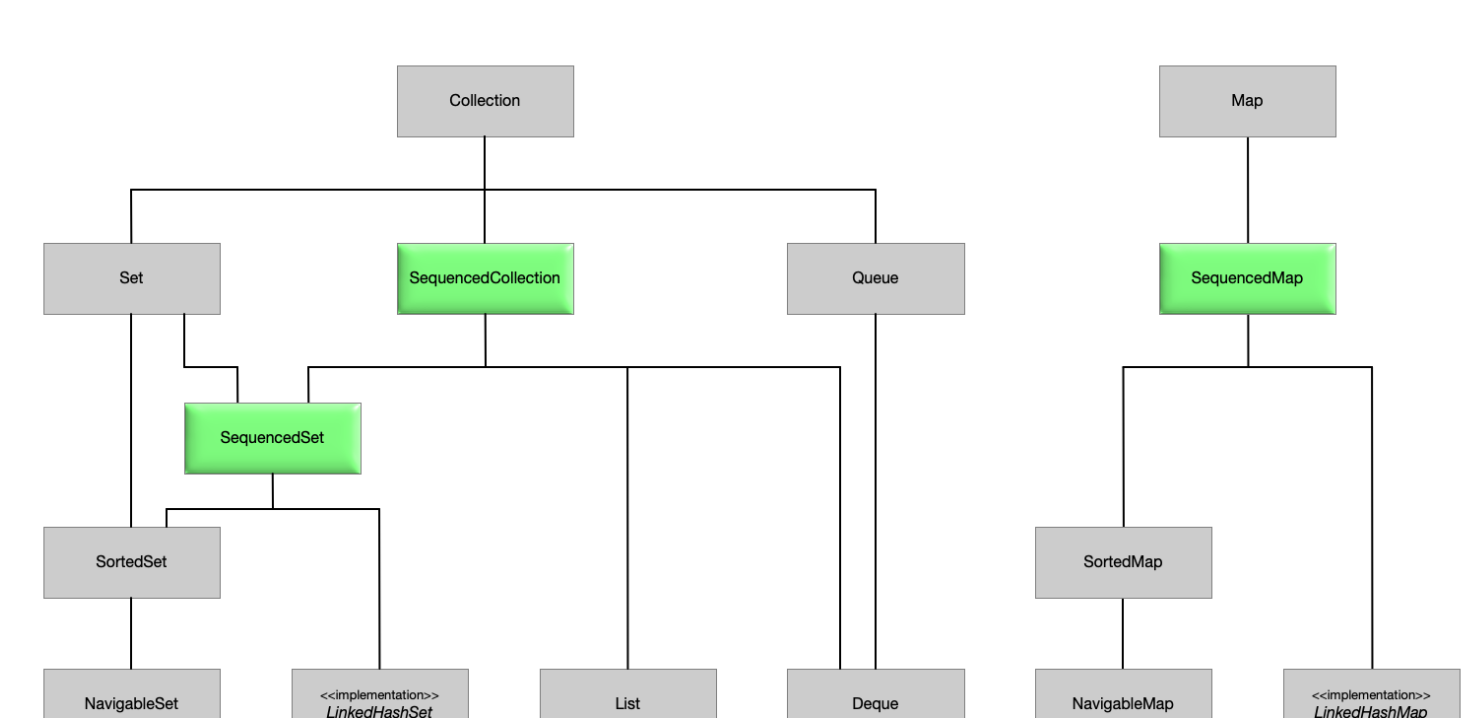 Collection
Map
Set
SequencedCollection
Queue
SequencedMap
SequencedSet
SortedSet
SortedMap
NavigableSet
<<implementation>>
LinkedHashSet
List
Deque
NavigableMap
<<implementation>>
LinkedHashMap